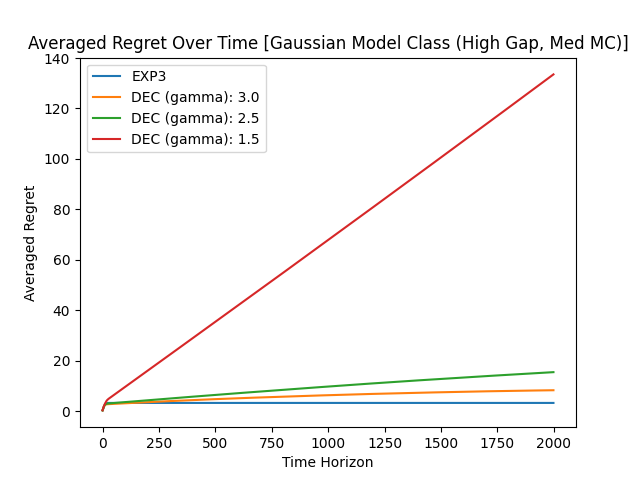 Averaged Regret Over Time [Gaussian Model Class (High Gap, Med MC)]
EXP3
DEC (gamma): 3.0
DEC (gamma): 2.5
DEC (gamma): 1.5
Averaged Regret
140
120
100
80
60
40
20
0
0 250 500 750 1000 1250 1500 1750 2000
Time Horizon